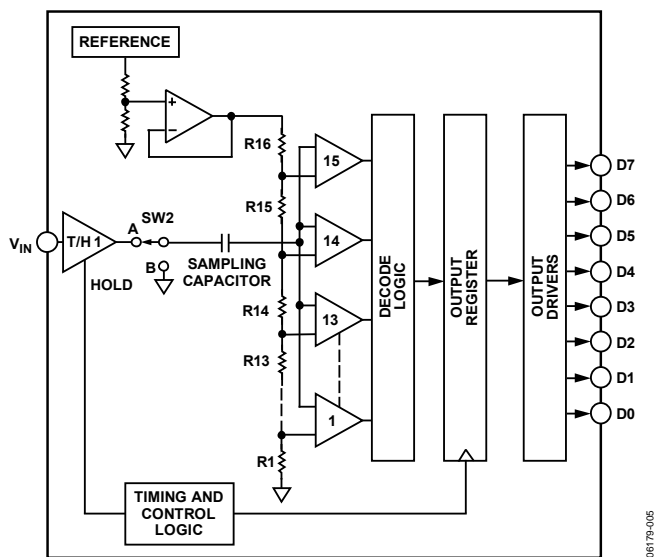 REFERENCE
+
−
R16
15
D7
R15
D6
SW2
A
VIN
T/H 1
14
D5
B
SAMPLING
CAPACITOR
HOLD
DECODE
LOGIC
OUTPUT
REGISTER
OUTPUT
DRIVERS
D4
R14
13
D3
R13
D2
D1
1
D0
R1
TIMING AND
CONTROL
LOGIC
06179-005